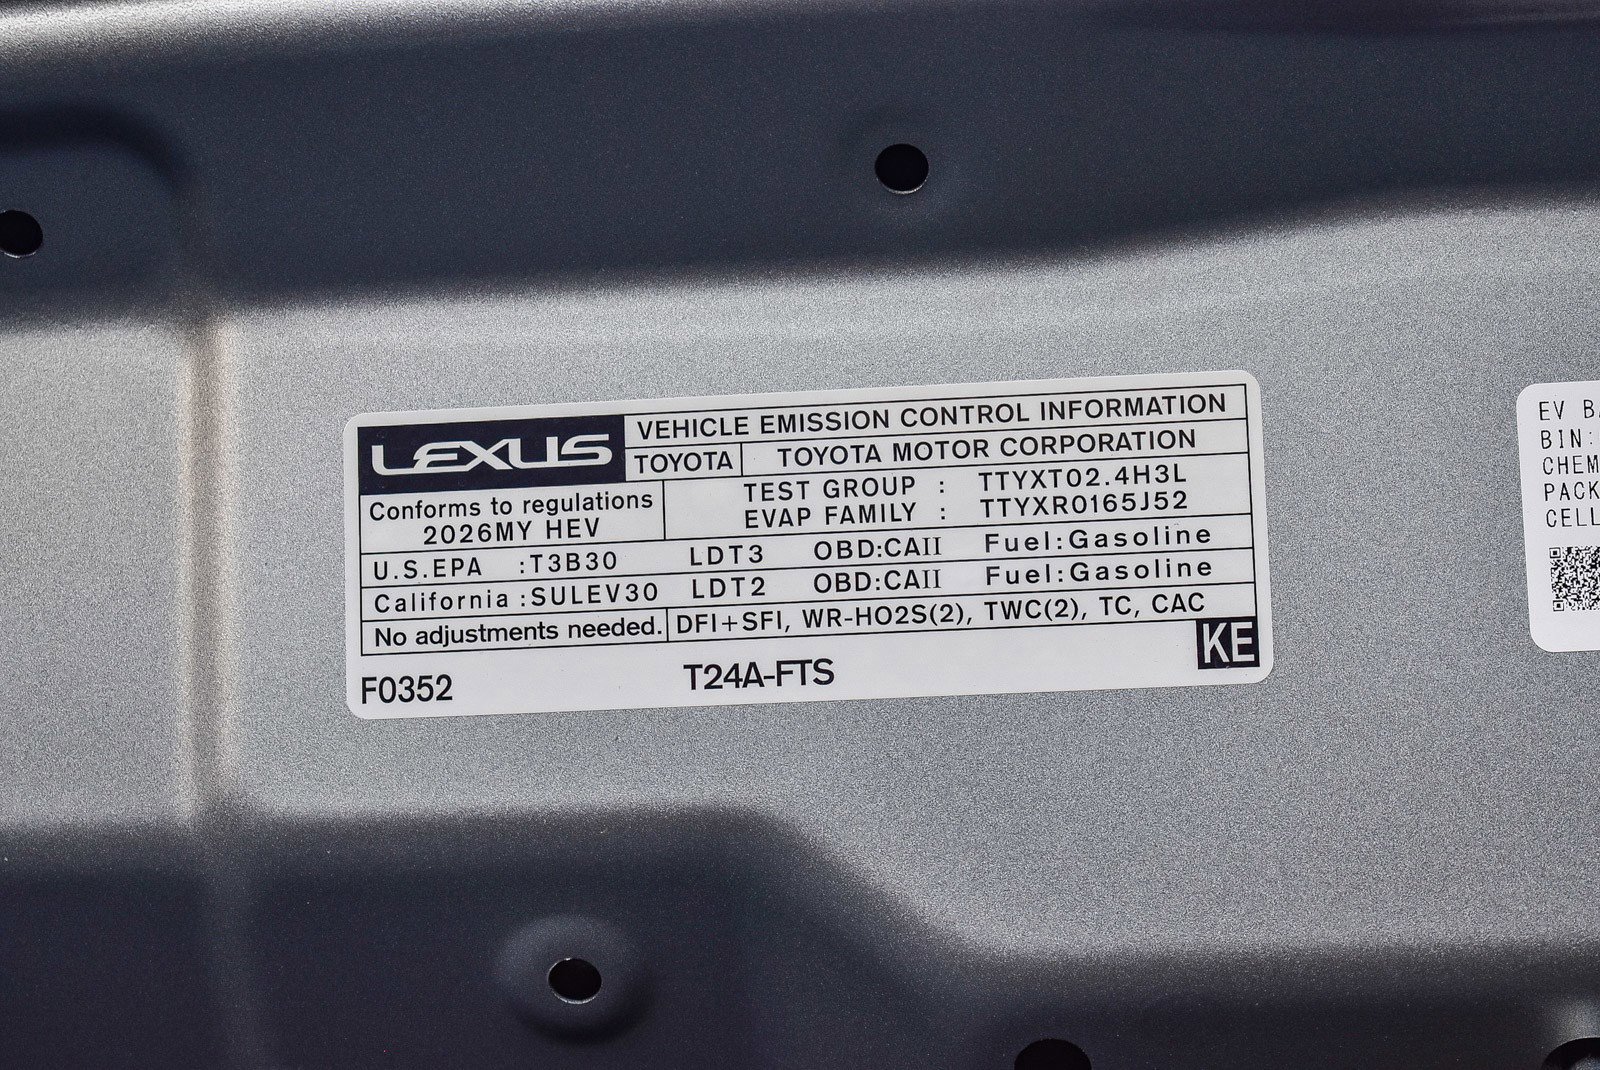 LEXUS
VEHICLE EMISSION CONTROL INFORMATION
TOYOTA TOYOTA MOTOR CORPORATION
Conforms to regulations
2026MY HEV
TEST GROUP : TTYXT02.4H3L
EVAP FAMILY : TTYXR0165J52
U.S.EPA :T3B30 LDT3 OBD:CAII Fuel:Gasoline
California :SULEV30 LDT2 OBD:CAII Fuel:Gasoline
No adjustments needed. DFI+SFI, WR-HO2S(2), TWC(2), TC, CAC
KE
F0352 T24A-FTS
EV
BIN:
CHEM
PACK
CELL